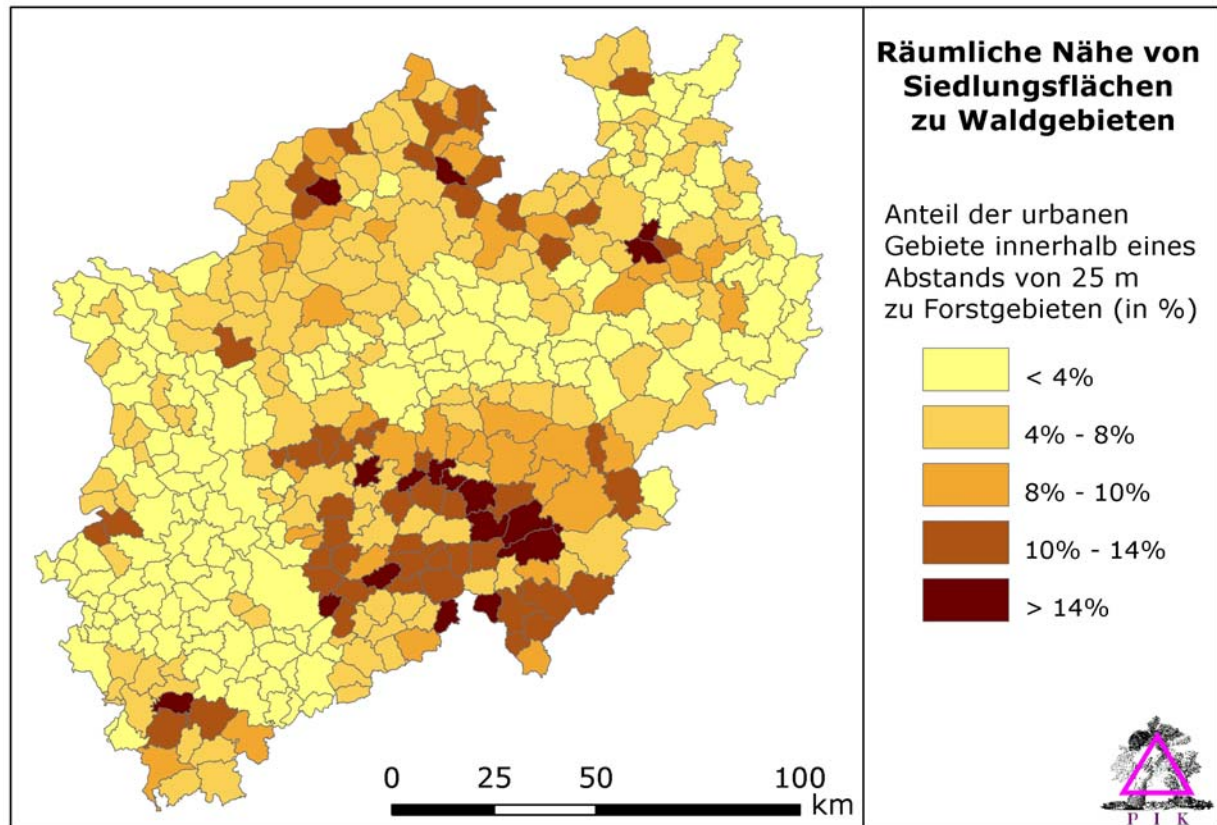 Räumliche Nähe von
Siedlungsflächen
zu Waldgebieten
Anteil der urbanen
Gebiete innerhalb eines
Abstands von 25 m
zu Forstgebieten (in %)
< 4%
4% - 8%
8% - 10%
10% - 14%
> 14%
0 25 50 100
km
P I K